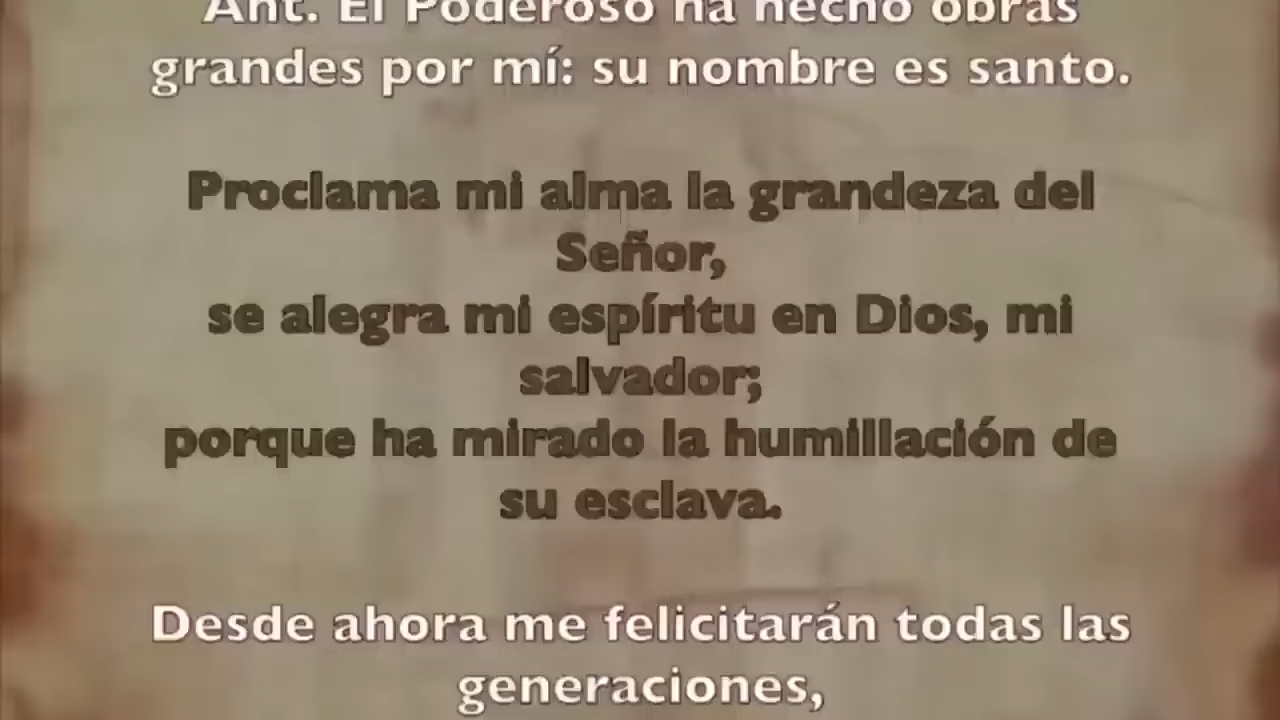 Ant. El Poderoso ha hecho obras
grandes por mí: su nombre es santo.
Proclama mi alma la grandeza del
Señor,
se alegra mi espíritu en Dios, mi
salvador;
porque ha mirado la humillación de
su esclava.
Desde ahora me felicitarán todas las
generaciones,